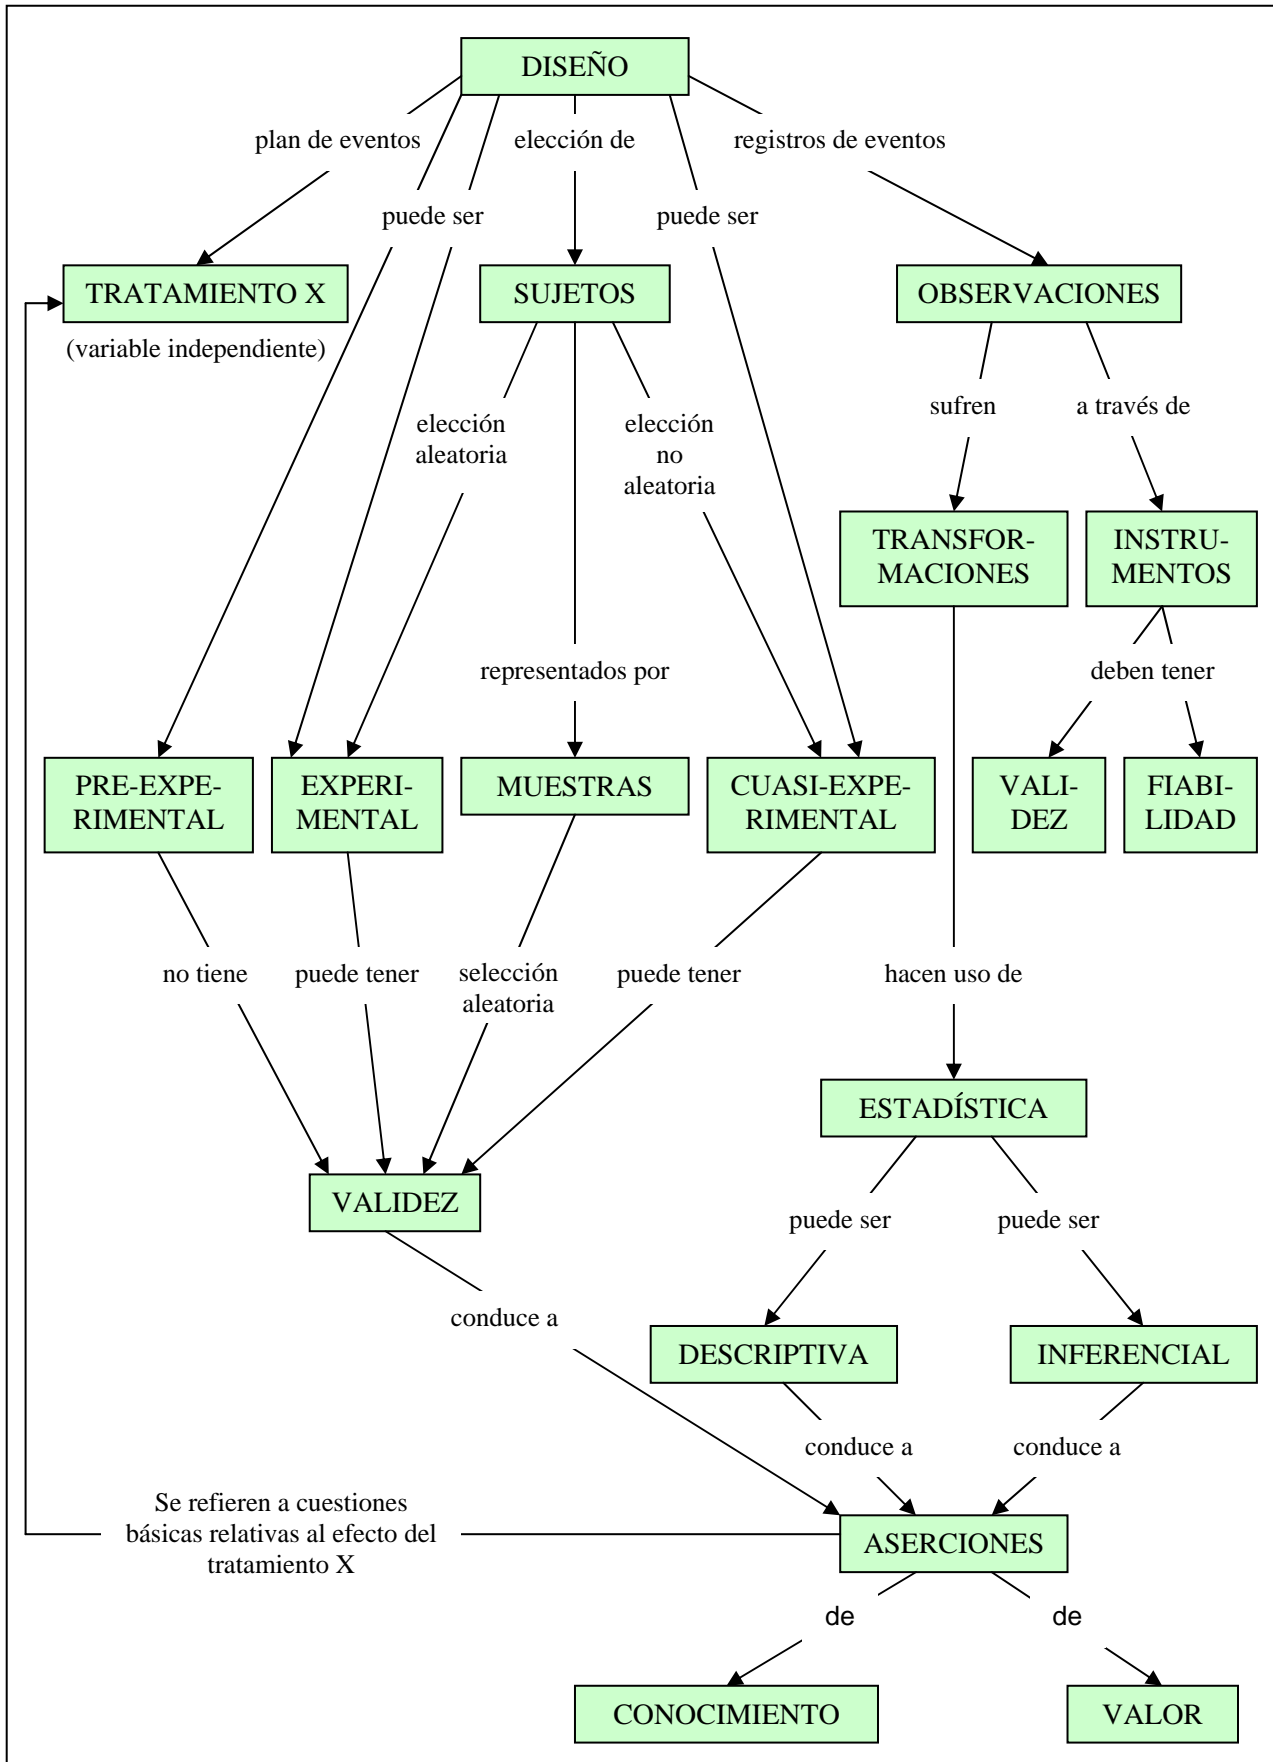 DISEÑO
plan de eventos
elección de
registros de eventos
puede ser
puede ser
TRATAMIENTO X
SUJETOS
OBSERVACIONES
(variable independiente)
elección
aleatoria
elección
no
aleatoria
sufren
a través de
TRANSFOR-
MACIONES
INSTRU-
MENTOS
representados por
deben tener
PRE-EXPE-
RIMENTAL
EXPERI-
MENTAL
MUESTRAS
CUASI-EXPE-
RIMENTAL
VALI-
DEZ
FIABI-
LIDAD
no tiene
puede tener
selección
aleatoria
puede tener
hacen uso de
ESTADÍSTICA
VALIDEZ
puede ser
puede ser
conduce a
DESCRIPTIVA
INFERENCIAL
conduce a
conduce a
Se refieren a cuestiones
básicas relativas al efecto del
tratamiento X
ASERCIONES
de
de
CONOCIMIENTO
VALOR